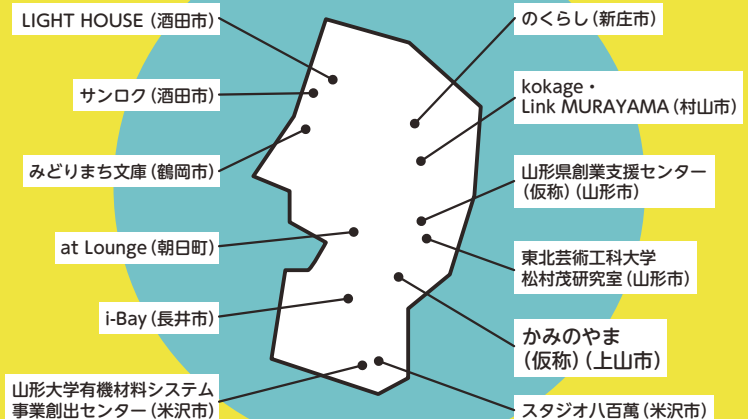 LIGHT HOUSE（酒田市）
サンロク（酒田市）
みどりまち文庫（鶴岡市）
at Lounge（朝日町）
i-Bay（長井市）
山形大学有機材料システム
事業創出センター（米沢市）
のくらし（新庄市）
kokage・
Link MURAYAMA（村山市）
山形県創業支援センター
（仮称）（山形市）
東北芸術工科大学
松村茂研究室（山形市）
かみのやま
（仮称）（上山市）
スタジオ八百萬（米沢市）